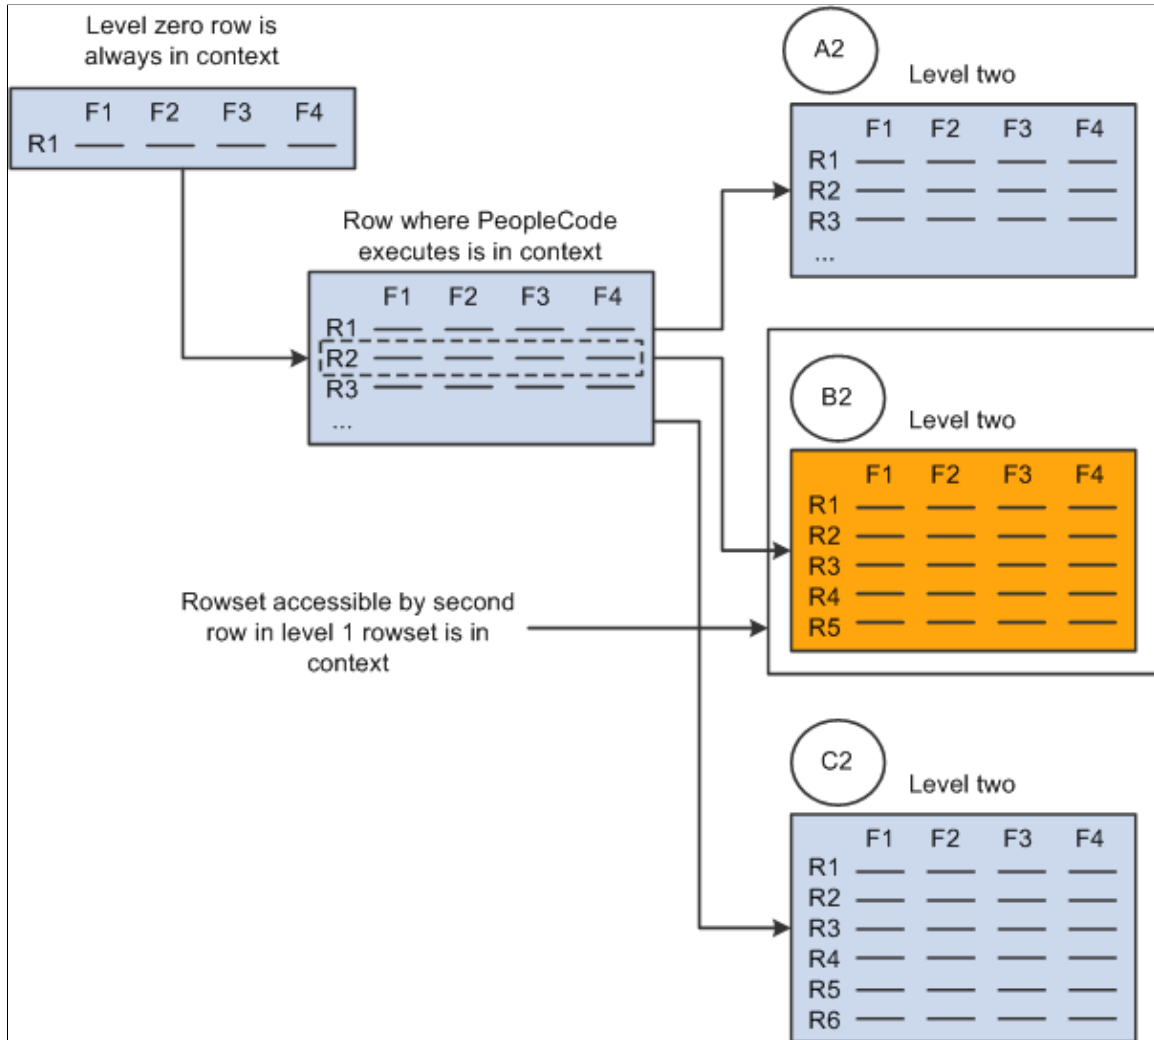 Level zero row is
always in context
F1 F2 F3 F4
R1
Row where PeopleCode
executes is in context
F1 F2 F3 F4
R1
R2
R3
...
A2
Level two
F1 F2 F3 F4
R1
R2
R3
...
B2
Level two
F1 F2 F3 F4
R1
R2
R3
R4
R5
Rowset accessible by second
row in level 1 rowset is in
context
C2
Level two
F1 F2 F3 F4
R1
R2
R3
R4
R5
R6